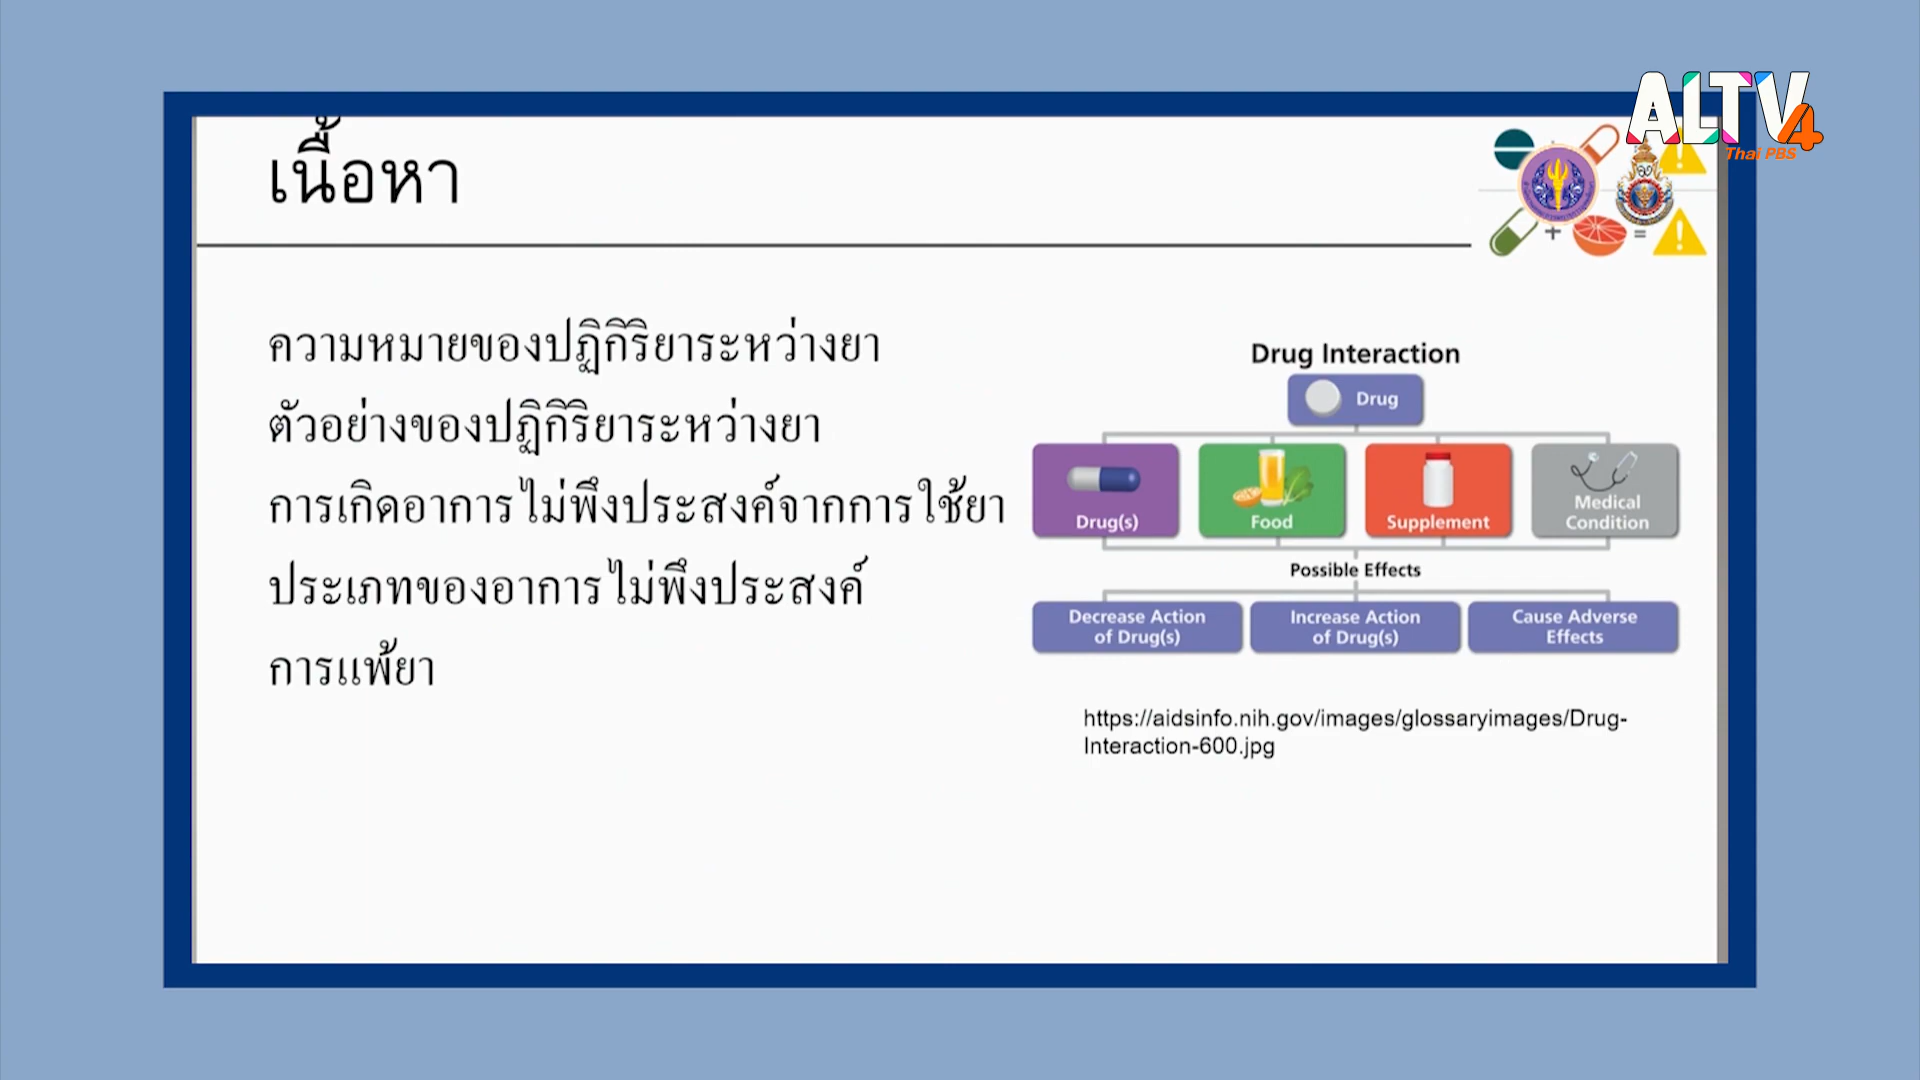 ALTV4
Thai PBS
เนื้อหา
ความหมายของปฏิกิริยาระหว่างยา
ตัวอย่างของปฏิกิริยาระหว่างยา
การเกิดอาการไม่พึงประสงค์จากการใช้ยา
ประเภทของอาการไม่พึงประสงค์
การแพ้ยา
Drug Interaction
Drug
Drug(s)
Food
Supplement
Medical
Condition
Possible Effects
Decrease Action
of Drug(s)
Increase Action
of Drug(s)
Cause Adverse
Effects
https://aidsinfo.nih.gov/images/glossaryimages/Drug-
Interaction-600.jpg